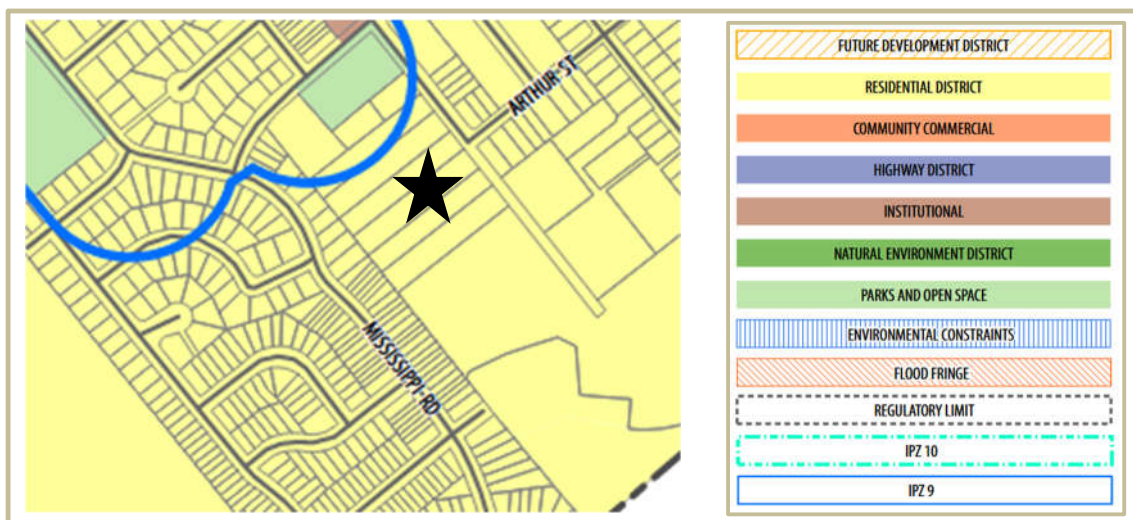 ARTHUR ST
MISSISSIPPI RD
FUTURE DEVELOPMENT DISTRICT
RESIDENTIAL DISTRICT
COMMUNITY COMMERCIAL
HIGHWAY DISTRICT
INSTITUTIONAL
NATURAL ENVIRONMENT DISTRICT
PARKS AND OPEN SPACE
ENVIRONMENTAL CONSTRAINTS
FLOOD FRINGE
REGULATORY LIMIT
IPZ 10
IPZ 9